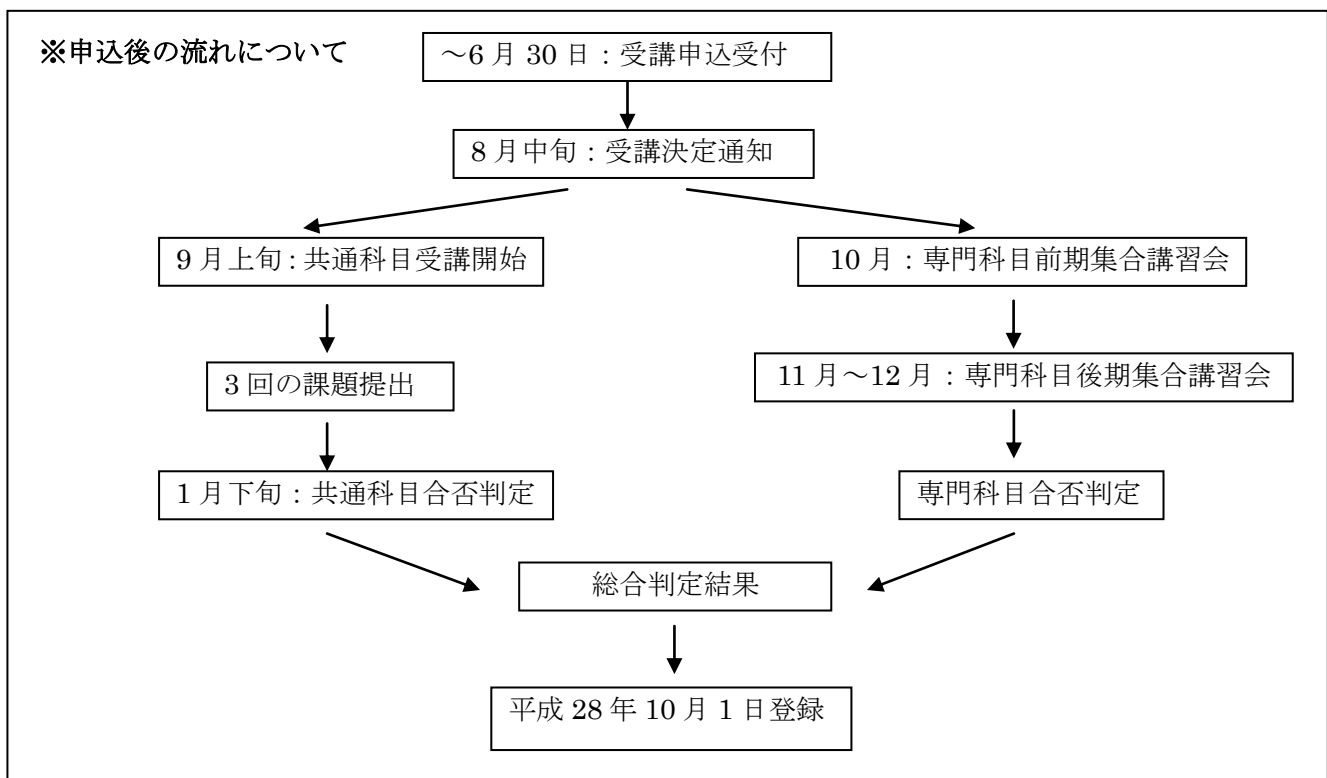 ※申込後の流れについて
～6月30日：受講申込受付
8月中旬：受講決定通知
9月上旬：共通科目受講開始
10月：専門科目前期集合講習会
3回の課題提出
11月～12月：専門科目後期集合講習会
1月下旬：共通科目合否判定
専門科目合否判定
総合判定結果
平成28年10月1日登録